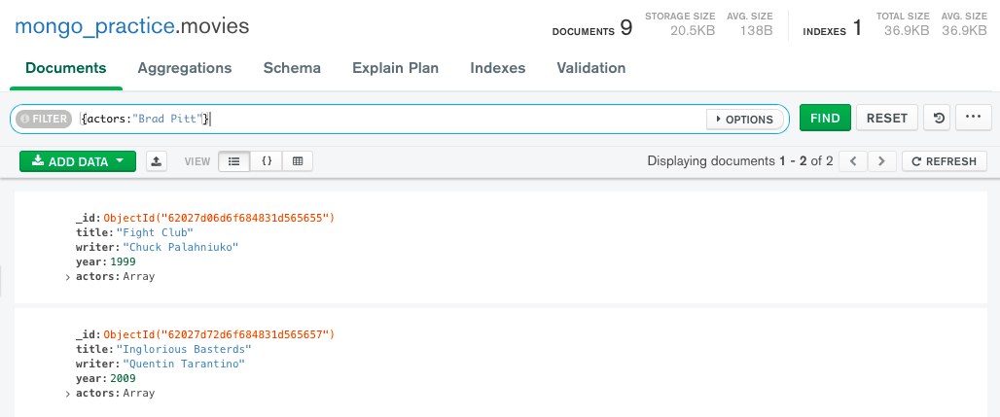 mongo_practice.movies
DOCUMENTS 9 STORAGE SIZE 20.5KB AVG. SIZE 138B INDEXES 1 TOTAL SIZE 36.9KB AVG. SIZE 36.9KB
Documents Aggregations Schema Explain Plan Indexes Validation
FILTER {actors:"Brad Pitt"} OPTIONS FIND RESET ...
ADD DATA VIEW {} Displaying documents 1 - 2 of 2 < > REFRESH
_id:ObjectId("62027d06d6f684831d565655")
title:"Fight Club"
writer:"Chuck Palahniuko"
year:1999
> actors:Array
_id:ObjectId("62027d72d6f684831d565657")
title:"Inglorious Basterds"
writer:"Quentin Tarantino"
year:2009
> actors:Array